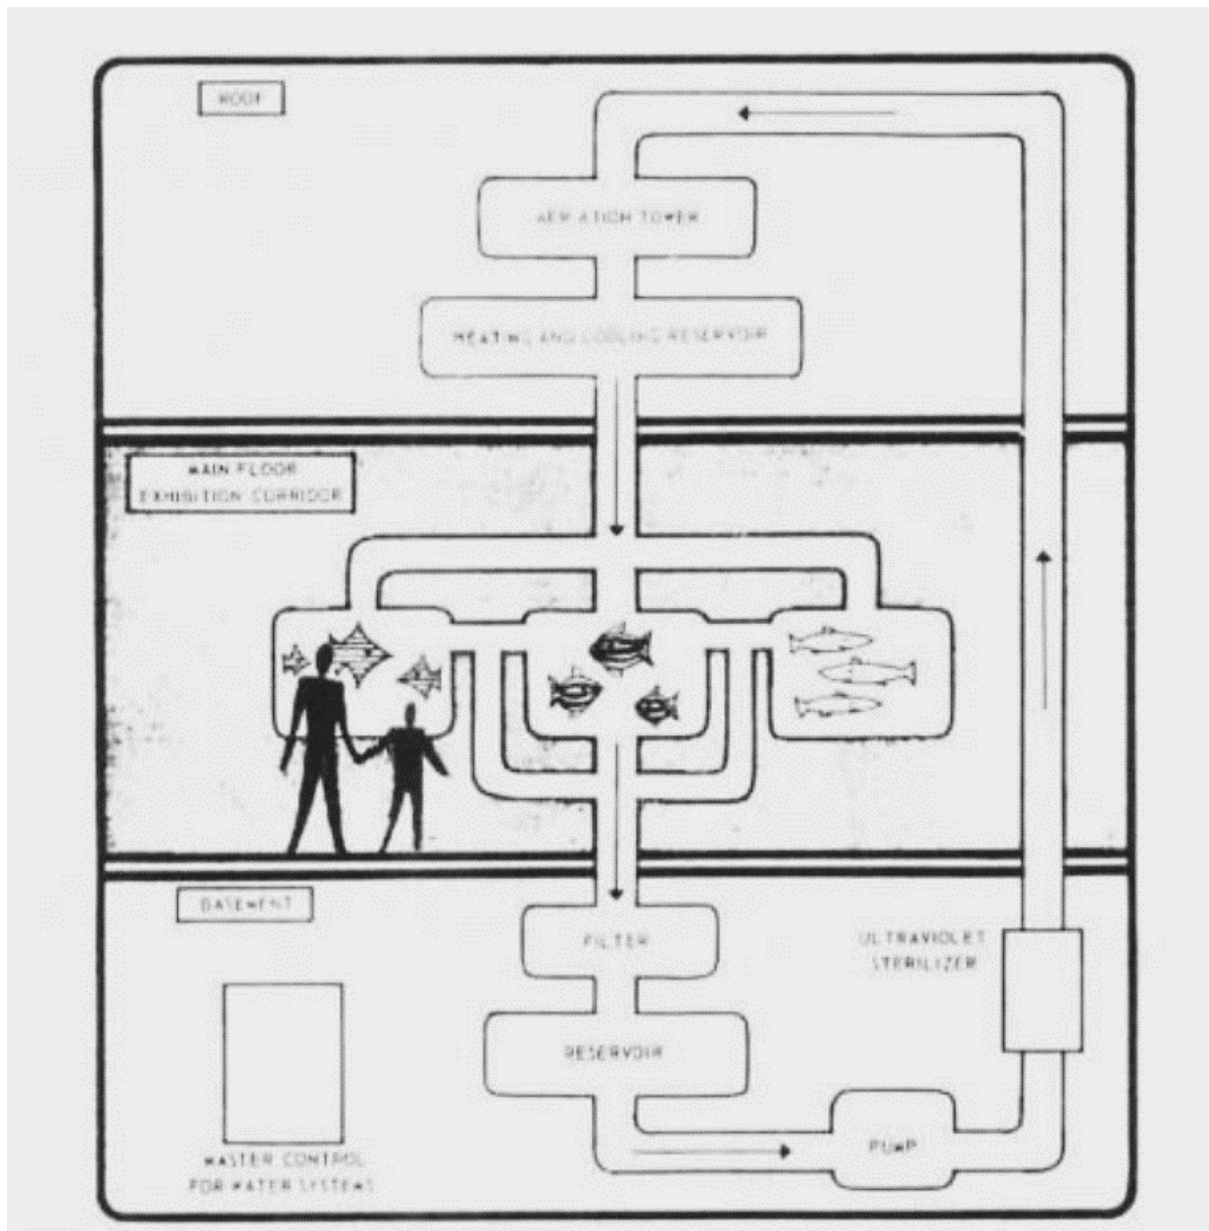 ROOF
AERATION TOWER
HEATING AND COOLING RESERVOIR
MAIN FLOOR
EXHIBITION CORRIDOR
BASEMENT
FILTER
ULTRAVIOLET
STERILIZER
RESERVOIR
PUMP
MASTER CONTROL
FOR WATER SYSTEMS